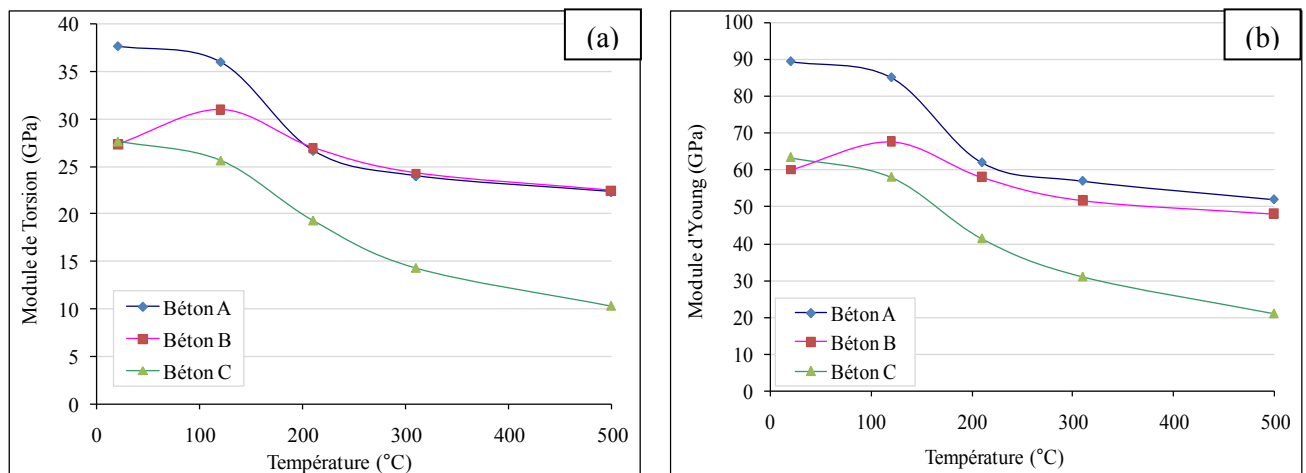 (a)
Module de Torsion (GPa)
40
35
30
25
20
15
10
5
0
Béton A
Béton B
Béton C
0 100 200 300 400 500
Température (°C)
(b)
Module d'Young (GPa)
100
90
80
70
60
50
40
30
20
10
0
Béton A
Béton B
Béton C
0 100 200 300 400 500
Température (°C)